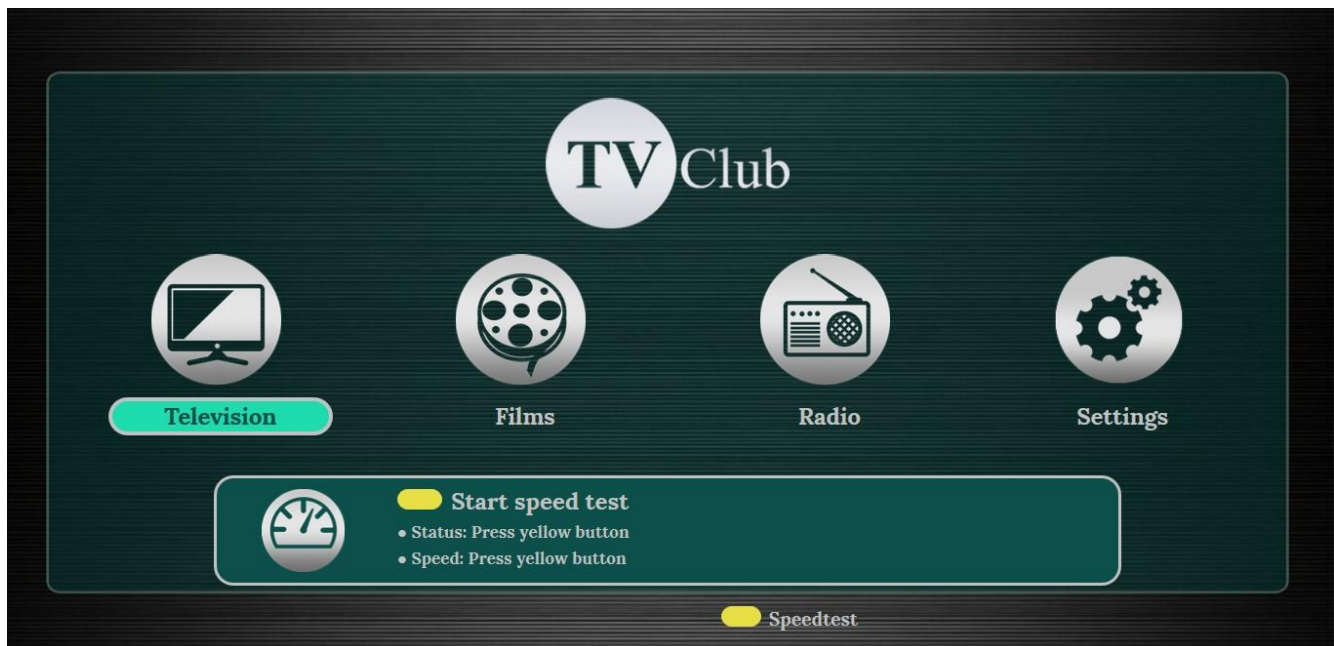 TV Club
Television
Films
Radio
Settings
Start speed test
• Status: Press yellow button
• Speed: Press yellow button
Speedtest